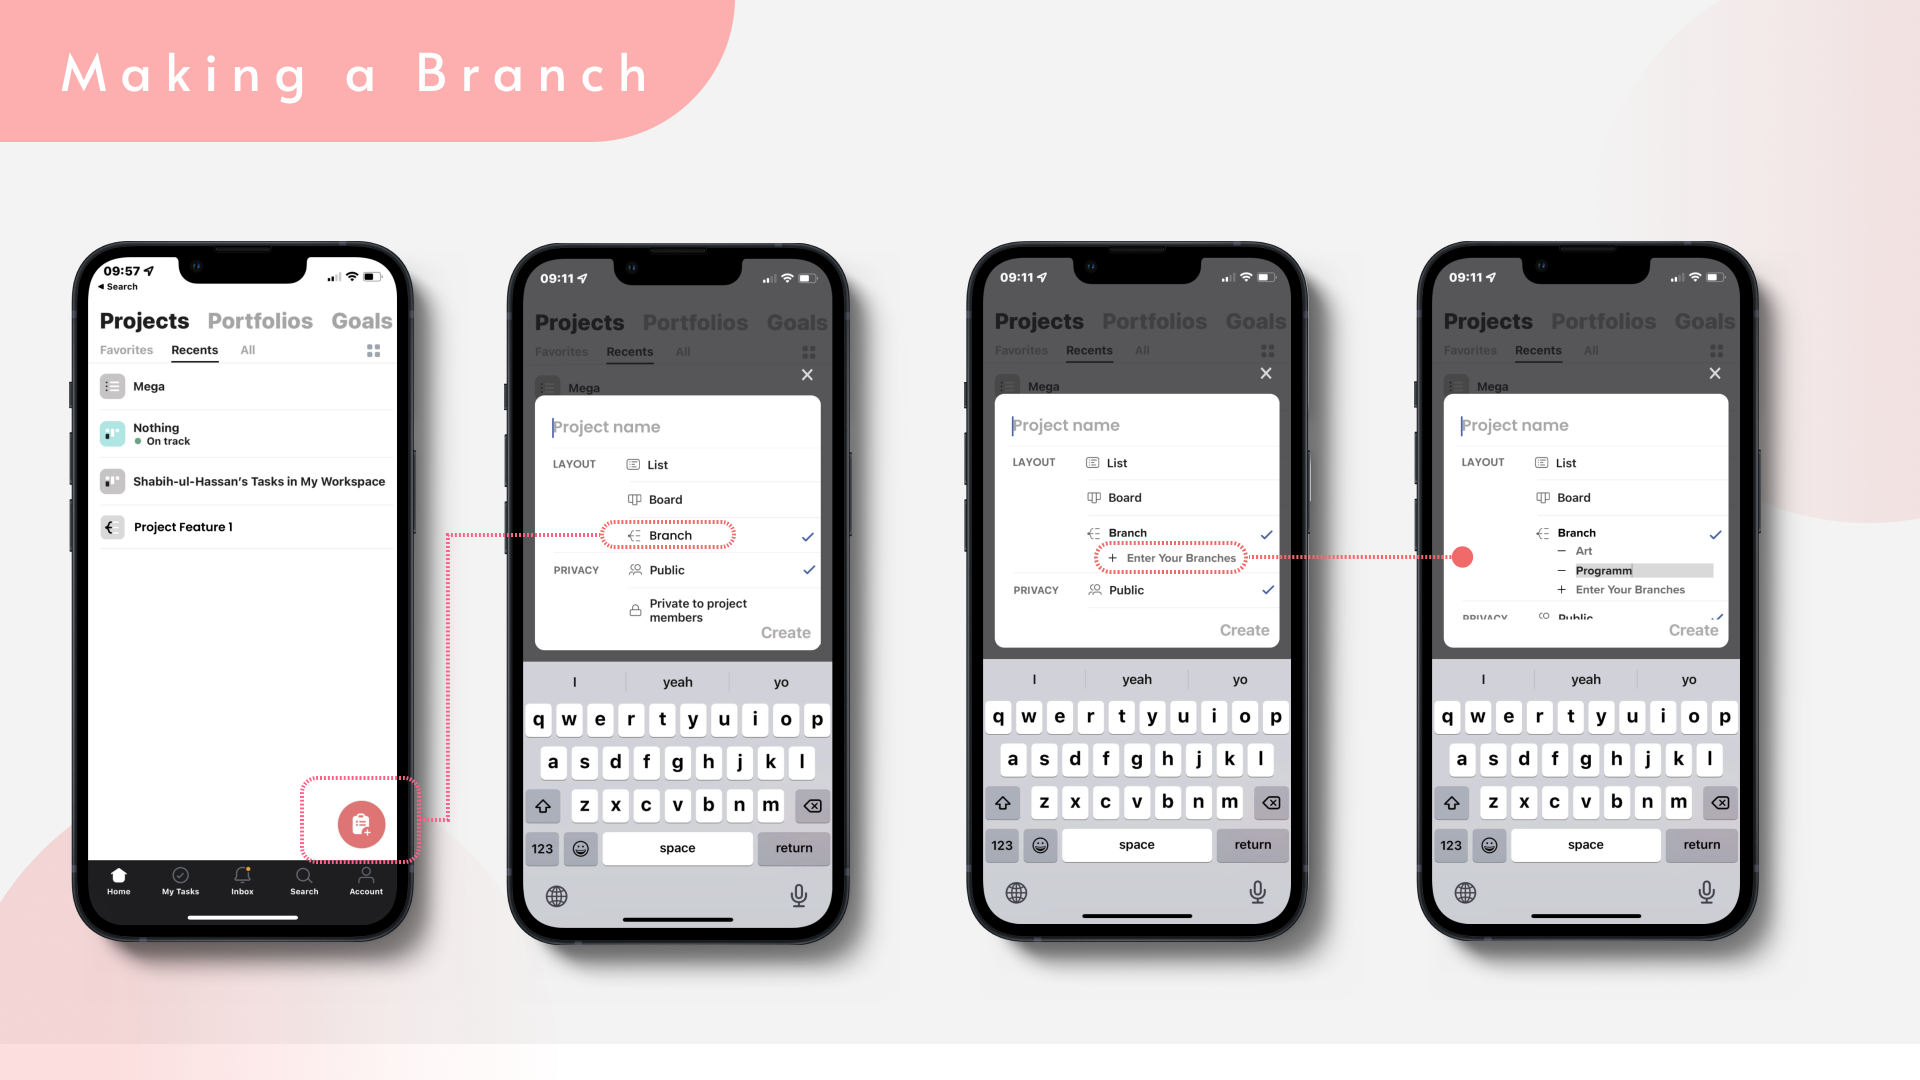 Making a Branch
09:57
Search
Projects Portfolios Goals
Favorites Recents All
Mega
Nothing
On track
Shabih-ul-Hassan's Tasks in My Workspace
Project Feature 1
Home My Tasks Inbox Search Account
09:11
Projects Portfolios Goals
Favorites Recents All
Mega
Project name
LAYOUT List
Board
Branch
PRIVACY Public
Private to project
members
Create
I yeah yo
q w e r t y u i o p
a s d f g h j k l
z x c v b n m
123 space return
09:11
Projects Portfolios Goals
Favorites Recents All
Mega
Project name
LAYOUT List
Board
Branch
+ Enter Your Branches
PRIVACY Public
Create
I yeah yo
q w e r t y u i o p
a s d f g h j k l
z x c v b n m
123 space return
09:11
Projects Portfolios Goals
Favorites Recents All
Mega
Project name
LAYOUT List
Board
Branch
– Art
– Programm
+ Enter Your Branches
PRIVACY Public
Create
I yeah yo
q w e r t y u i o p
a s d f g h j k l
z x c v b n m
123 space return